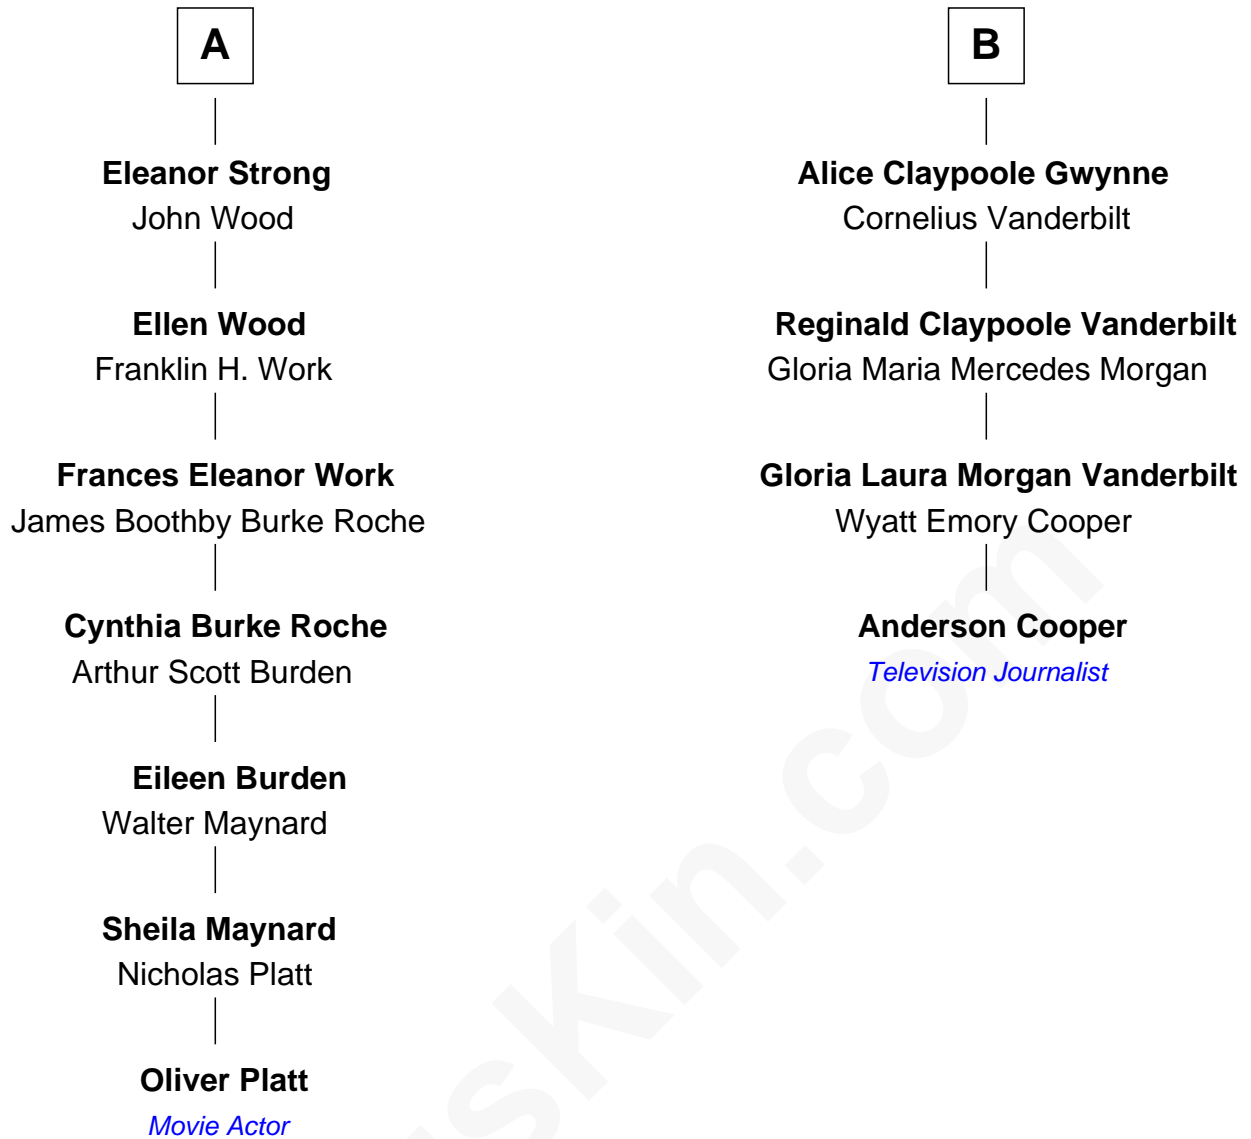 A
Eleanor Strong
John Wood
Ellen Wood
Franklin H. Work
Frances Eleanor Work
James Boothby Burke Roche
Cynthia Burke Roche
Arthur Scott Burden
Eileen Burden
Walter Maynard
Sheila Maynard
Nicholas Platt
Oliver Platt
Movie Actor
B
Alice Claypoole Gwynne
Cornelius Vanderbilt
Reginald Claypoole Vanderbilt
Gloria Maria Mercedes Morgan
Gloria Laura Morgan Vanderbilt
Wyatt Emory Cooper
Anderson Cooper
Television Journalist
sKin.com